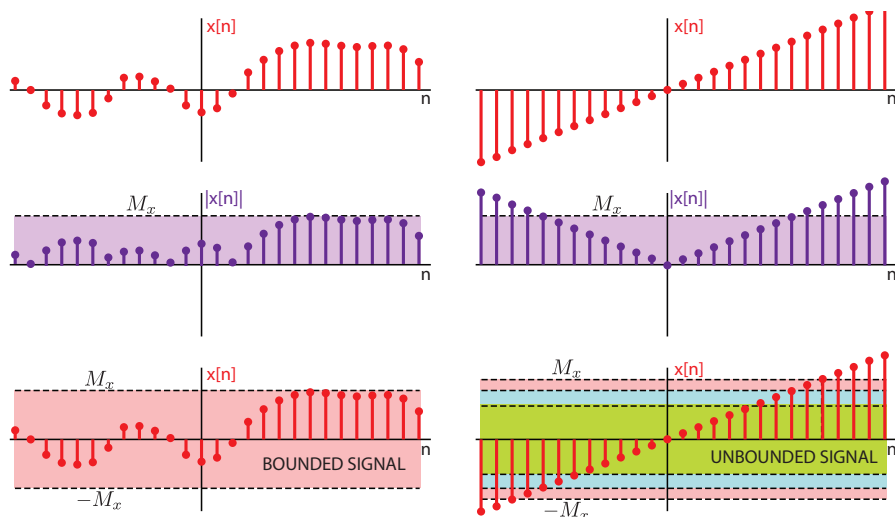 x[n]
n
x[n]
n
M_x
|x[n]|
n
M_x
|x[n]|
n
M_x
x[n]
n
BOUNDED SIGNAL
−M_x
M_x
x[n]
n
UNBOUNDED SIGNAL
−M_x